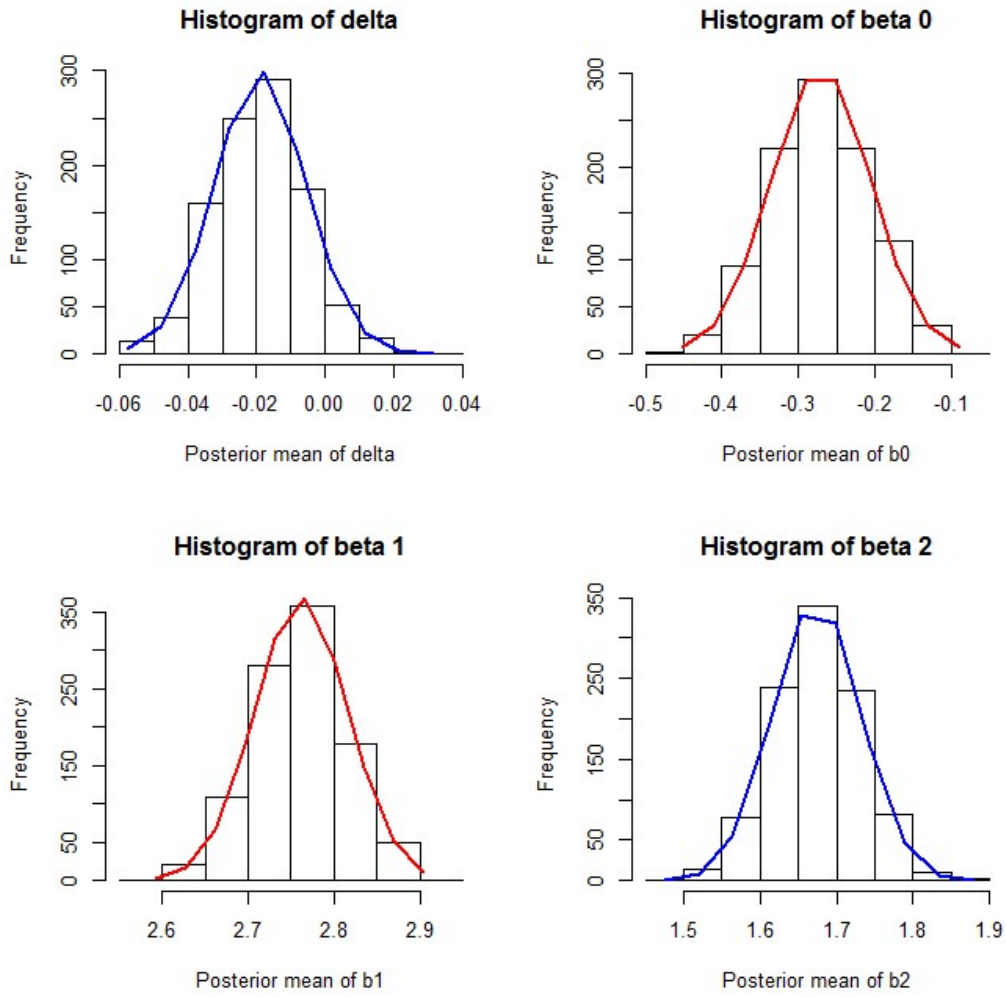 Histogram of delta
Frequency
0 50 100 200 300
-0.06 -0.04 -0.02 0.00 0.02 0.04
Posterior mean of delta
Histogram of beta 0
Frequency
0 50 100 200 300
-0.5 -0.4 -0.3 -0.2 -0.1
Posterior mean of b0
Histogram of beta 1
Frequency
0 50 150 250 350
2.6 2.7 2.8 2.9
Posterior mean of b1
Histogram of beta 2
Frequency
0 50 150 250 350
1.5 1.6 1.7 1.8 1.9
Posterior mean of b2